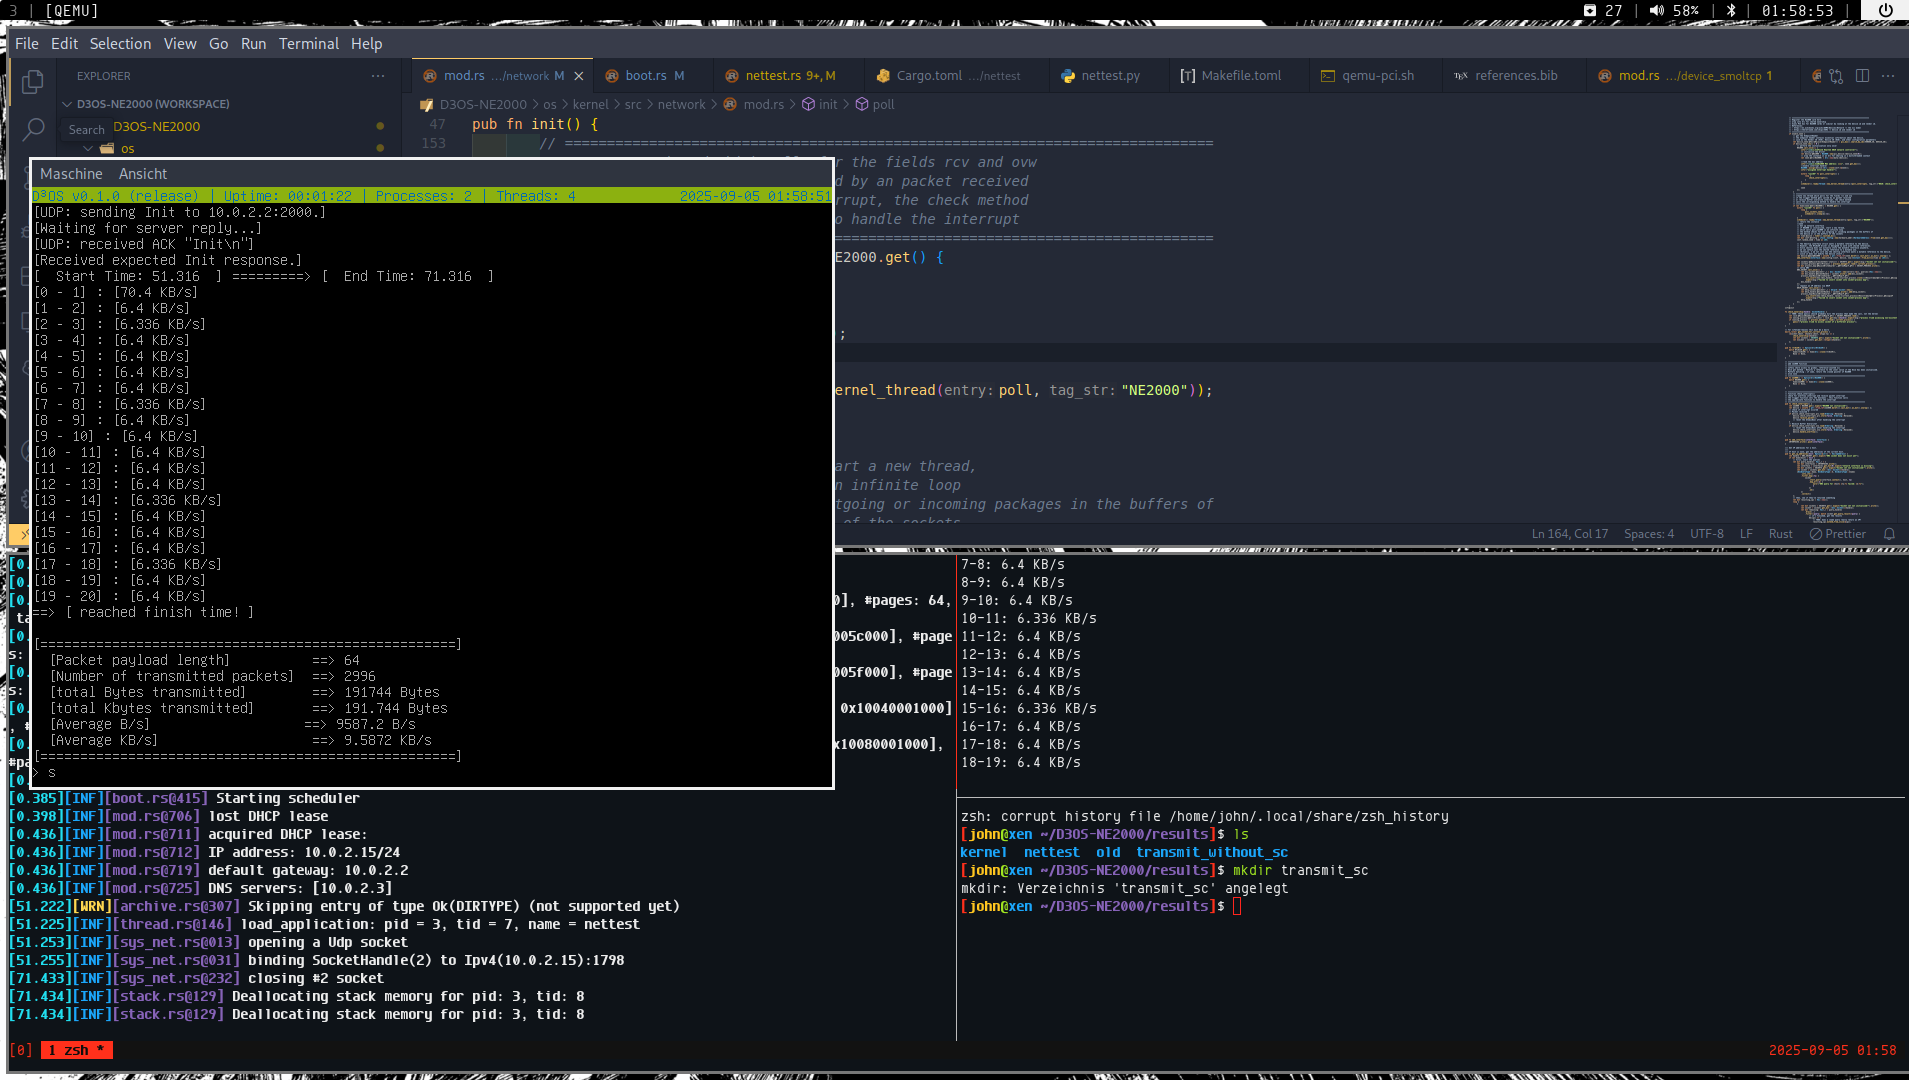 3 | [QEMU]
27 | 58% | | 01:58:53 |
File Edit Selection View Go Run Terminal Help
EXPLORER ···
mod.rs .../network M × boot.rs M nettest.rs 9+, M Cargo.toml .../nettest nettest.py Makefile.toml qemu-pci.sh references.bib mod.rs .../device_smoltcp 1 ···
D3OS-NE2000 (WORKSPACE)
D3OS-NE2000 > os > kernel > src > network > mod.rs > init > poll
Search
D3OS-NE2000
os
47 pub fn init() {
153 // =============================================================================
r the fields rcv and ovw
d by an packet received
rrupt, the check method
o handle the interrupt
=============================================
E2000.get() {
;
ernel_thread(entry: poll, tag_str: "NE2000"));
art a new thread,
n infinite loop
tgoing or incoming packages in the buffers of
of the sockets
Ln 164, Col 17 Spaces: 4 UTF-8 LF Rust Prettier
Maschine Ansicht
D³OS v0.1.0 (release) | Uptime: 00:01:22 | Processes: 2 | Threads: 4 2025-09-05 01:58:51
[UDP: sending Init to 10.0.2.2:2000.]
[Waiting for server reply...]
[UDP: received ACK "Init\n"]
[Received expected Init response.]
[ Start Time: 51.316 ] =========> [ End Time: 71.316 ]
[0 - 1] : [70.4 KB/s]
[1 - 2] : [6.4 KB/s]
[2 - 3] : [6.336 KB/s]
[3 - 4] : [6.4 KB/s]
[4 - 5] : [6.4 KB/s]
[5 - 6] : [6.4 KB/s]
[6 - 7] : [6.4 KB/s]
[7 - 8] : [6.336 KB/s]
[8 - 9] : [6.4 KB/s]
[9 - 10] : [6.4 KB/s]
[10 - 11] : [6.4 KB/s]
[11 - 12] : [6.4 KB/s]
[12 - 13] : [6.4 KB/s]
[13 - 14] : [6.336 KB/s]
[14 - 15] : [6.4 KB/s]
[15 - 16] : [6.4 KB/s]
[16 - 17] : [6.4 KB/s]
[17 - 18] : [6.336 KB/s]
[18 - 19] : [6.4 KB/s]
[19 - 20] : [6.4 KB/s]
==> [ reached finish time! ]
[====================================================]
[Packet payload length] ==> 64
[Number of transmitted packets] ==> 2996
[total Bytes transmitted] ==> 191744 Bytes
[total Kbytes transmitted] ==> 191.744 Bytes
[Average B/s] ==> 9587.2 B/s
[Average KB/s] ==> 9.5872 KB/s
[====================================================]
> s
[0.
[0.
[0. 0], #pages: 64,
ta
[0. 005c000], #page
s:
[0. 005f000], #page
s:
[0. 0x10040001000]
, #
[0. x10080001000],
#pa
[0.
[0.385][INF][boot.rs@415] Starting scheduler
[0.398][INF][mod.rs@706] lost DHCP lease
[0.436][INF][mod.rs@711] acquired DHCP lease:
[0.436][INF][mod.rs@712] IP address: 10.0.2.15/24
[0.436][INF][mod.rs@719] default gateway: 10.0.2.2
[0.436][INF][mod.rs@725] DNS servers: [10.0.2.3]
[51.222][WRN][archive.rs@307] Skipping entry of type Ok(DIRTYPE) (not supported yet)
[51.225][INF][thread.rs@146] load_application: pid = 3, tid = 7, name = nettest
[51.253][INF][sys_net.rs@013] opening a Udp socket
[51.255][INF][sys_net.rs@031] binding SocketHandle(2) to Ipv4(10.0.2.15):1798
[71.433][INF][sys_net.rs@232] closing #2 socket
[71.434][INF][stack.rs@129] Deallocating stack memory for pid: 3, tid: 8
[71.434][INF][stack.rs@129] Deallocating stack memory for pid: 3, tid: 8
7-8: 6.4 KB/s
8-9: 6.4 KB/s
9-10: 6.4 KB/s
10-11: 6.336 KB/s
11-12: 6.4 KB/s
12-13: 6.4 KB/s
13-14: 6.4 KB/s
14-15: 6.4 KB/s
15-16: 6.336 KB/s
16-17: 6.4 KB/s
17-18: 6.4 KB/s
18-19: 6.4 KB/s
zsh: corrupt history file /home/john/.local/share/zsh_history
[john@xen ~/D3OS-NE2000/results]$ ls
kernel nettest old transmit_without_sc
[john@xen ~/D3OS-NE2000/results]$ mkdir transmit_sc
mkdir: Verzeichnis 'transmit_sc' angelegt
[john@xen ~/D3OS-NE2000/results]$
[0] 1 zsh * 2025-09-05 01:58